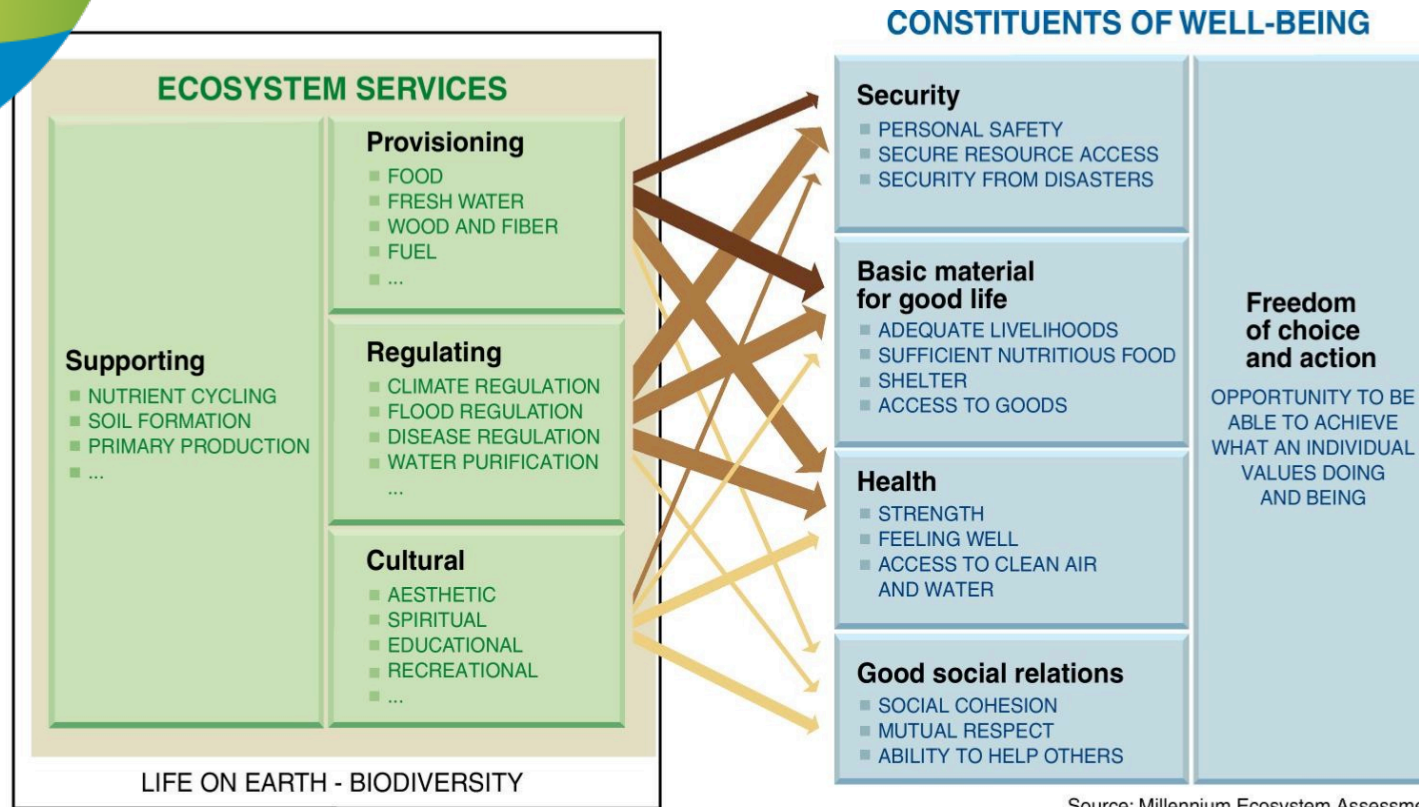 CONSTITUENTS OF WELL-BEING
ECOSYSTEM SERVICES
Supporting
NUTRIENT CYCLING
SOIL FORMATION
PRIMARY PRODUCTION
...
Provisioning
FOOD
FRESH WATER
WOOD AND FIBER
FUEL
...
Regulating
CLIMATE REGULATION
FLOOD REGULATION
DISEASE REGULATION
WATER PURIFICATION
...
Cultural
AESTHETIC
SPIRITUAL
EDUCATIONAL
RECREATIONAL
...
LIFE ON EARTH - BIODIVERSITY
Security
PERSONAL SAFETY
SECURE RESOURCE ACCESS
SECURITY FROM DISASTERS
Basic material
for good life
ADEQUATE LIVELIHOODS
SUFFICIENT NUTRITIOUS FOOD
SHELTER
ACCESS TO GOODS
Health
STRENGTH
FEELING WELL
ACCESS TO CLEAN AIR
AND WATER
Good social relations
SOCIAL COHESION
MUTUAL RESPECT
ABILITY TO HELP OTHERS
Freedom
of choice
and action
OPPORTUNITY TO BE
ABLE TO ACHIEVE
WHAT AN INDIVIDUAL
VALUES DOING
AND BEING
Source: Millennium Ecosystem